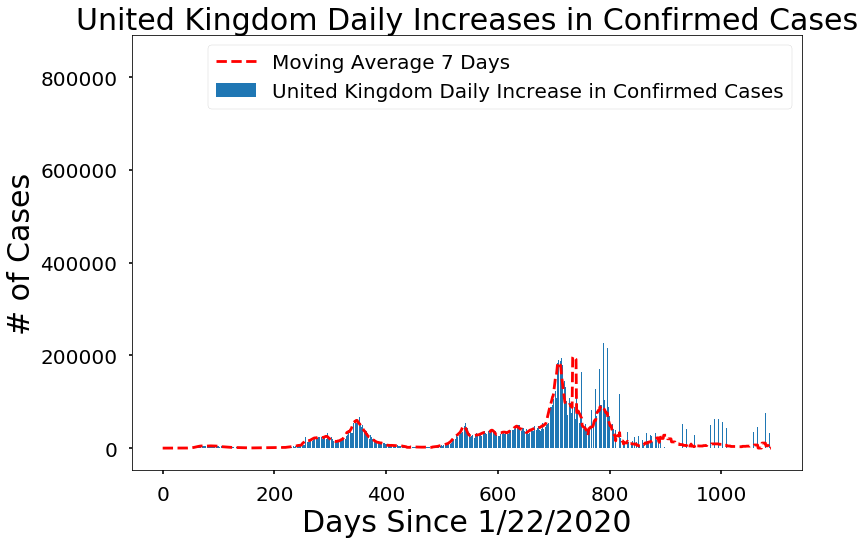 United Kingdom Daily Increases in Confirmed Cases
Moving Average 7 Days
United Kingdom Daily Increase in Confirmed Cases
800000
600000
400000
200000
0
# of Cases
0 200 400 600 800 1000
Days Since 1/22/2020